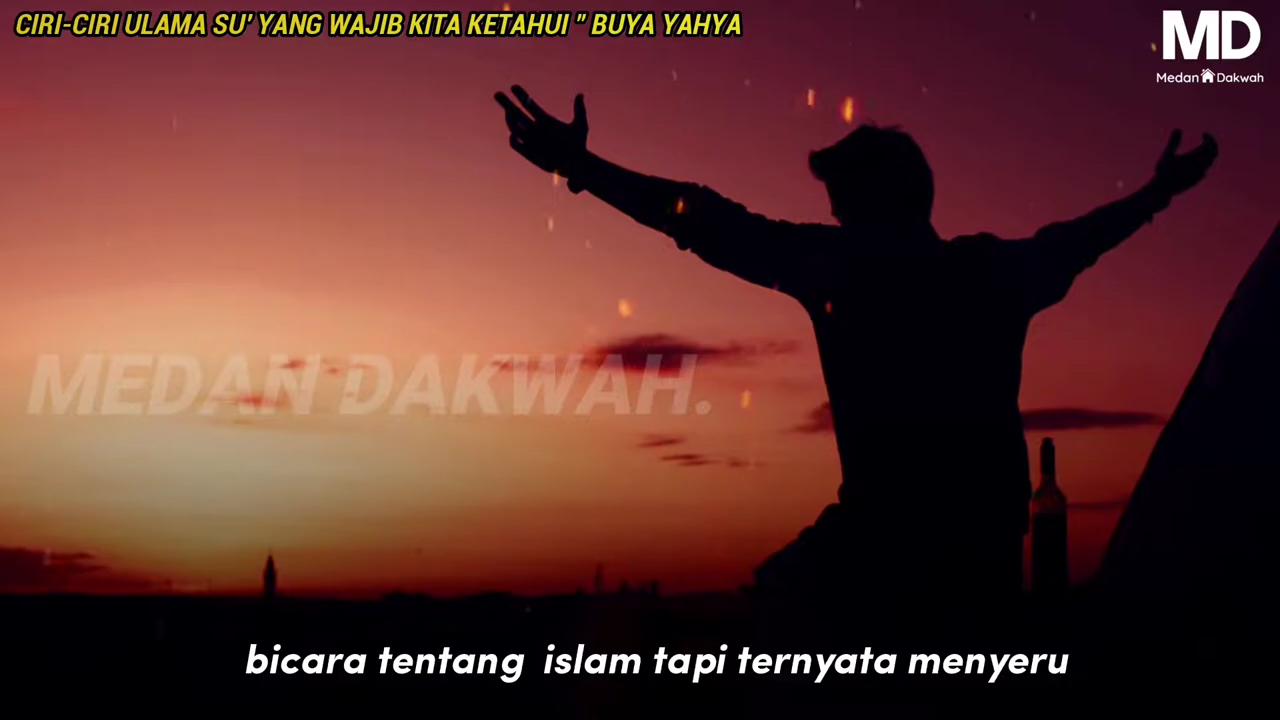 CIRI-CIRI ULAMA SU' YANG WAJIB KITA KETAHUI " BUYA YAHYA
MD
Medan Dakwah
MEDAN DAKWAH.
bicara tentang islam tapi ternyata menyeru